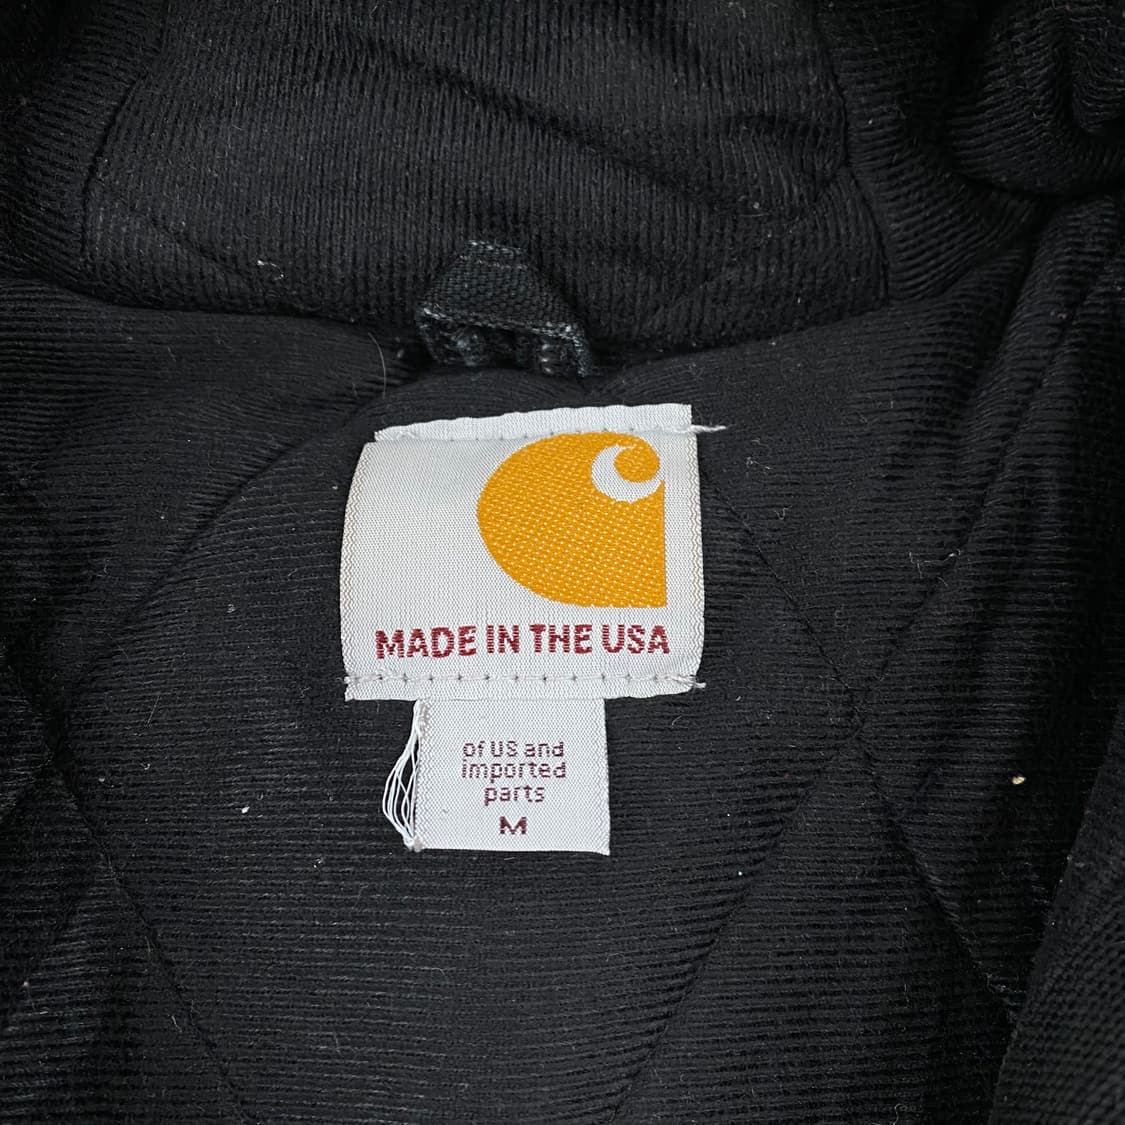 MADE IN THE USA
of US and
imported
parts
M